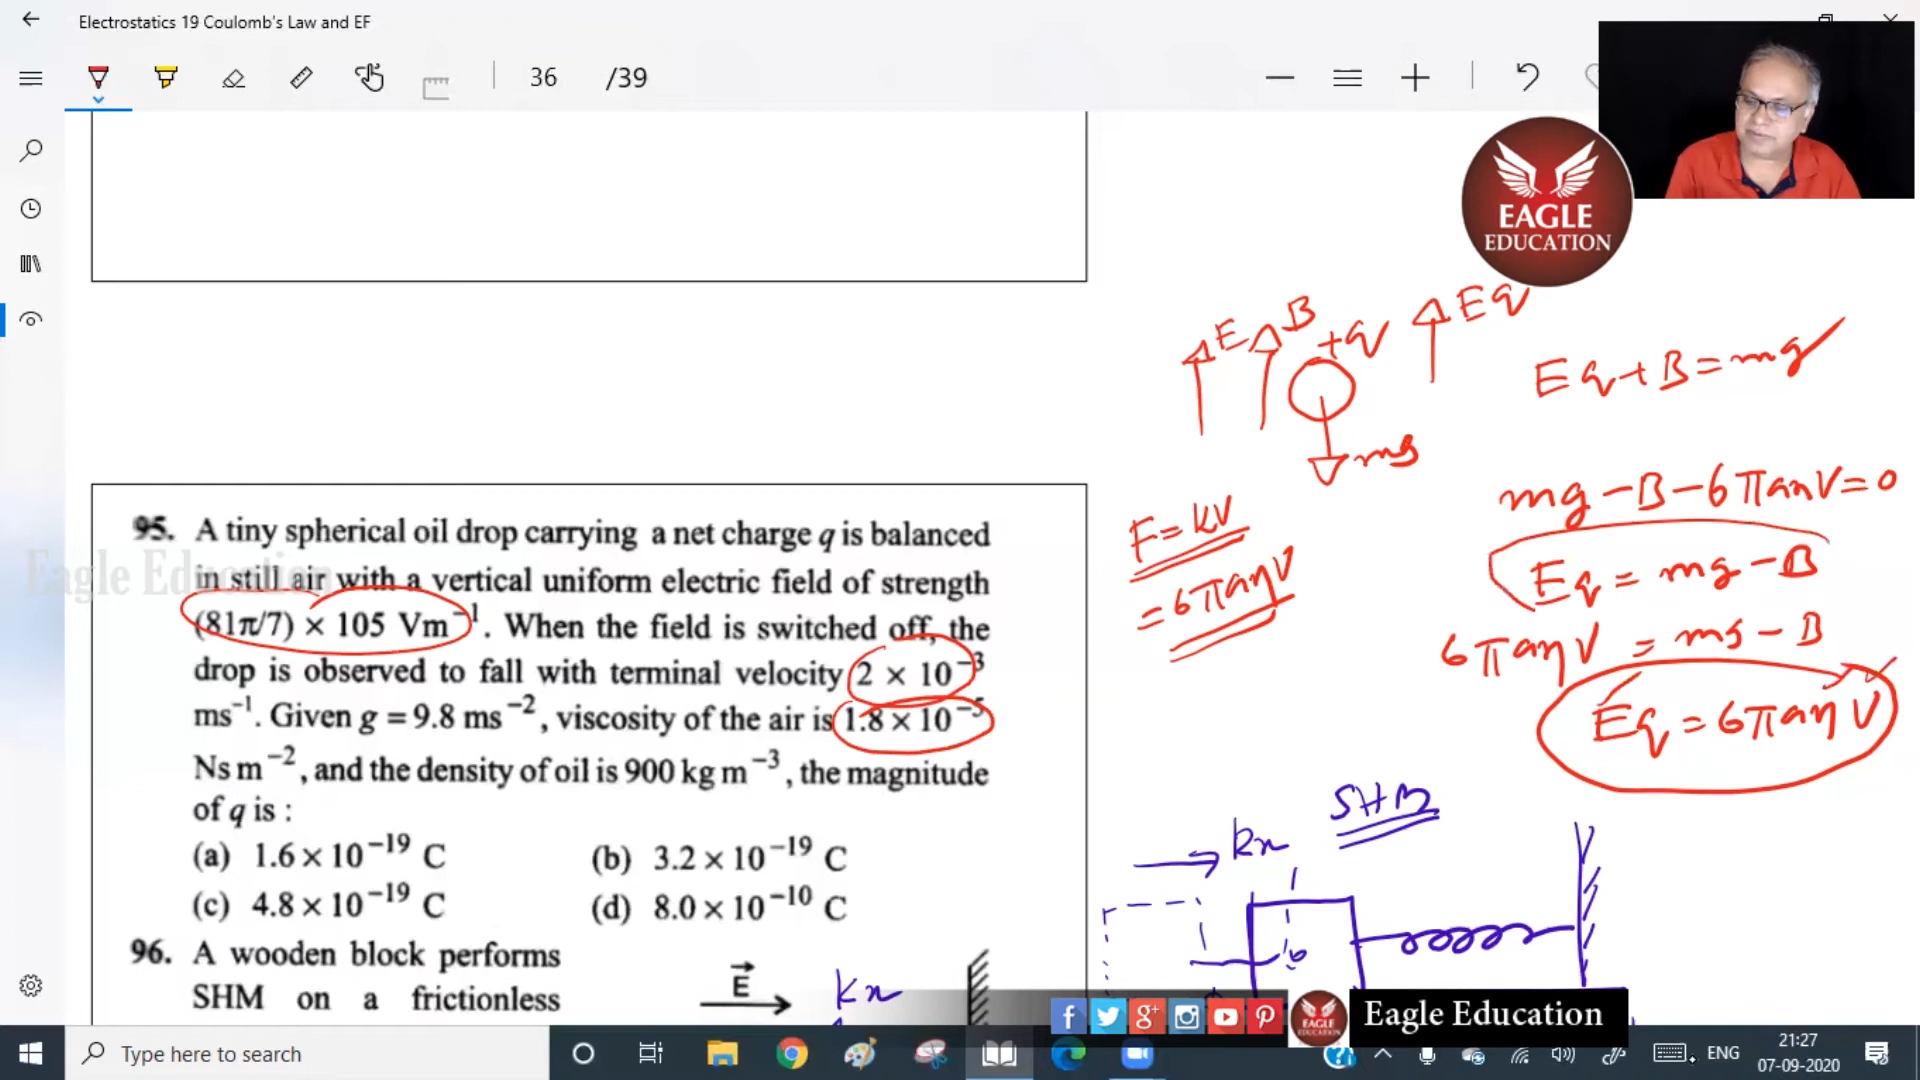 Electrostatics 19 Coulomb's Law and EF
36 /39
EAGLE
EDUCATION
E B +q Eq
mg
Eq + B = mg
F = kV
= 6πaηV
mg - B - 6πaηV = 0
Eq = mg - B
6πaηV = mg - B
Eq = 6πaηV
Eagle Education
95. A tiny spherical oil drop carrying a net charge q is balanced
in still air with a vertical uniform electric field of strength
(81π/7) × 105 Vm⁻¹. When the field is switched off, the
drop is observed to fall with terminal velocity 2 × 10⁻³
ms⁻¹. Given g = 9.8 ms⁻², viscosity of the air is 1.8 × 10⁻⁵
Ns m⁻², and the density of oil is 900 kg m⁻³, the magnitude
of q is :
(a) 1.6 × 10⁻¹⁹ C (b) 3.2 × 10⁻¹⁹ C
(c) 4.8 × 10⁻¹⁹ C (d) 8.0 × 10⁻¹⁰ C
96. A wooden block performs
SHM on a frictionless
E
kx
SHM
kx
Eagle Education
Type here to search
ENG
21:27
07-09-2020